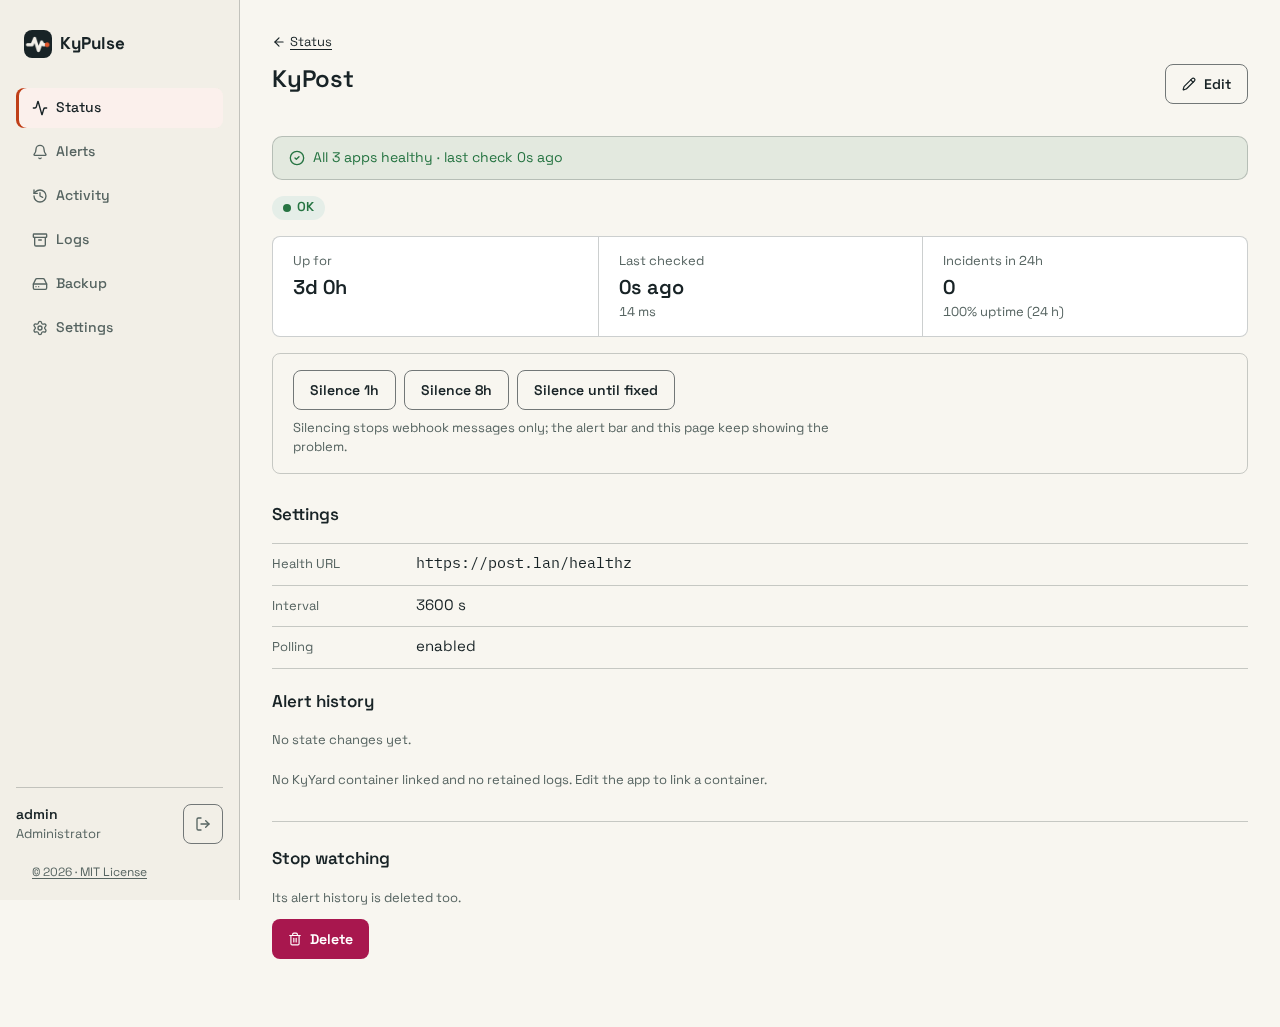 KyPulse
Status
Alerts
Activity
Logs
Backup
Settings
admin
Administrator
© 2026 · MIT License
Status
KyPost
Edit
All 3 apps healthy · last check 0s ago
OK
Up for
3d 0h
Last checked
0s ago
14 ms
Incidents in 24h
0
100% uptime (24 h)
Silence 1h
Silence 8h
Silence until fixed
Silencing stops webhook messages only; the alert bar and this page keep showing the
problem.
Settings
Health URL
https://post.lan/healthz
Interval
3600 s
Polling
enabled
Alert history
No state changes yet.
No KyYard container linked and no retained logs. Edit the app to link a container.
Stop watching
Its alert history is deleted too.
Delete